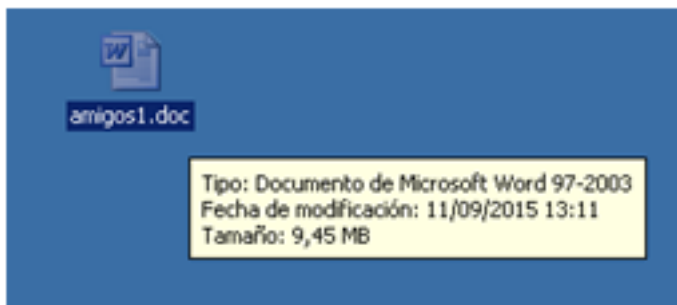 amigos1.doc
Tipo: Documento de Microsoft Word 97-2003
Fecha de modificación: 11/09/2015 13:11
Tamaño: 9,45 MB